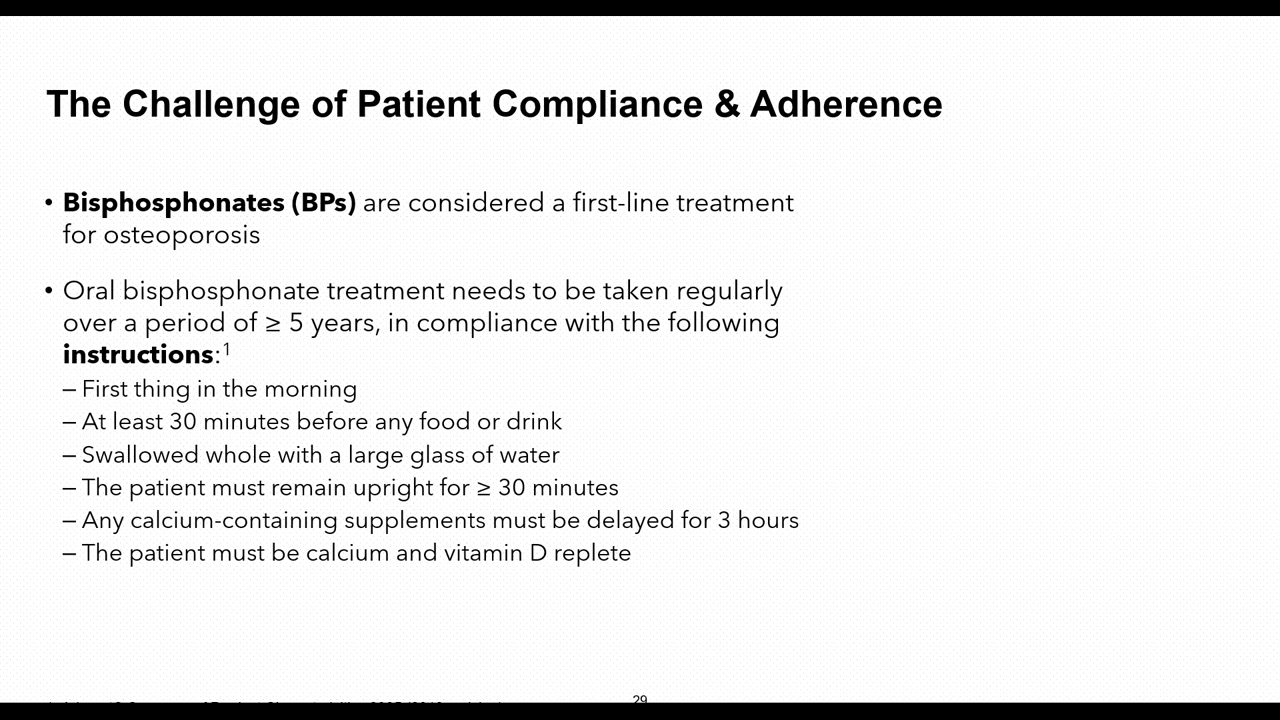 The Challenge of Patient Compliance & Adherence
• Bisphosphonates (BPs) are considered a first-line treatment
for osteoporosis
• Oral bisphosphonate treatment needs to be taken regularly
over a period of ≥ 5 years, in compliance with the following
instructions:¹
– First thing in the morning
– At least 30 minutes before any food or drink
– Swallowed whole with a large glass of water
– The patient must remain upright for ≥ 30 minutes
– Any calcium-containing supplements must be delayed for 3 hours
– The patient must be calcium and vitamin D replete
29